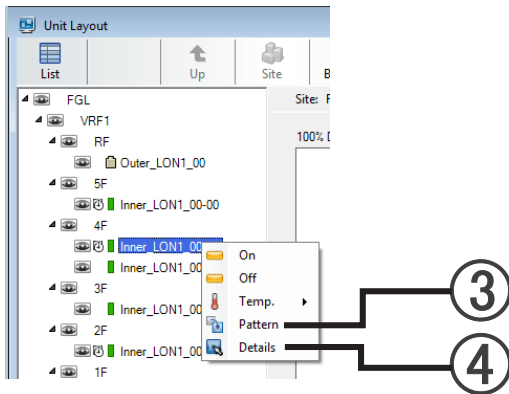 Unit Layout
List Up Site B
FGL
VRF1
RF
Outer_LON1_00
5F
Inner_LON1_00-00
4F
Inner_LON1_00
Inner_LON1_00
3F
Inner_LON1_00
2F
Inner_LON1_00
1F
Site: F
100% D
On
Off
Temp.
Pattern
Details
3
4